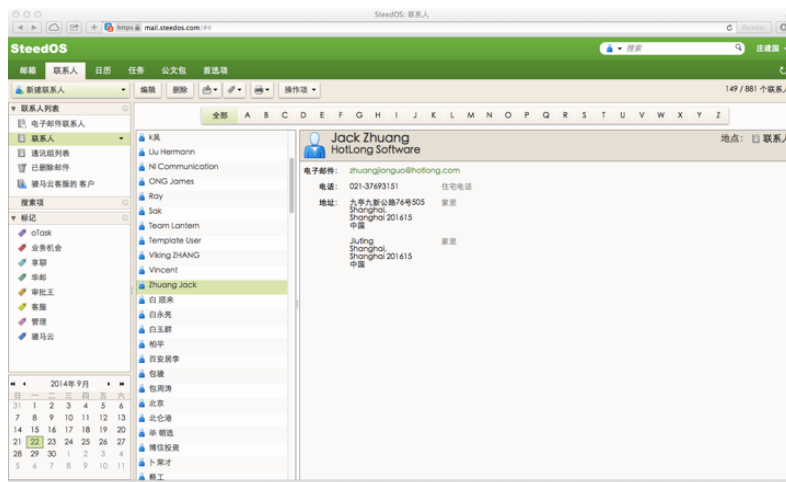 SteedOS: 联系人
https mail.steedos.com/#4
Reader
SteedOS
搜索
庄建国
邮箱 联系人 日历 任务 公文包 首选项
新建联系人 编辑 删除 操作项 149 / 881 个联系人
联系人列表
电子邮件联系人
联系人
通讯组列表
已删除邮件
骏马云客服的 客户
搜索项
标记
oTask
业务机会
享聊
华邮
审批王
客服
管理
骏马云
2014年 9月
日 一 二 三 四 五 六
31 1 2 3 4 5 6
7 8 9 10 11 12 13
14 15 16 17 18 19 20
21 22 23 24 25 26 27
28 29 30 1 2 3 4
5 6 7 8 9 10 11
全部 A B C D E F G H I J K L M N O P Q R S T U V W X Y Z
k吴
Liu Hermann
Ni Communication
ONG James
Ray
Sak
Team Lantern
Template User
Viking ZHANG
Vincent
Zhuang Jack
白 顺来
白永亮
白玉群
柏平
百安居李
包骏
包周涛
北京
北仑港
毕 朝选
博信投资
卜荣才
蔡工
Jack Zhuang
HotLong Software
地点: 联系人
电子邮件: zhuangjianguo@hotlong.com
电话: 021-37693151 住宅电话
地址: 九亭九新公路76号505 家里
Shanghai,
Shanghai 201615
中国
Jiuting 家里
Shanghai,
Shanghai 201615
中国